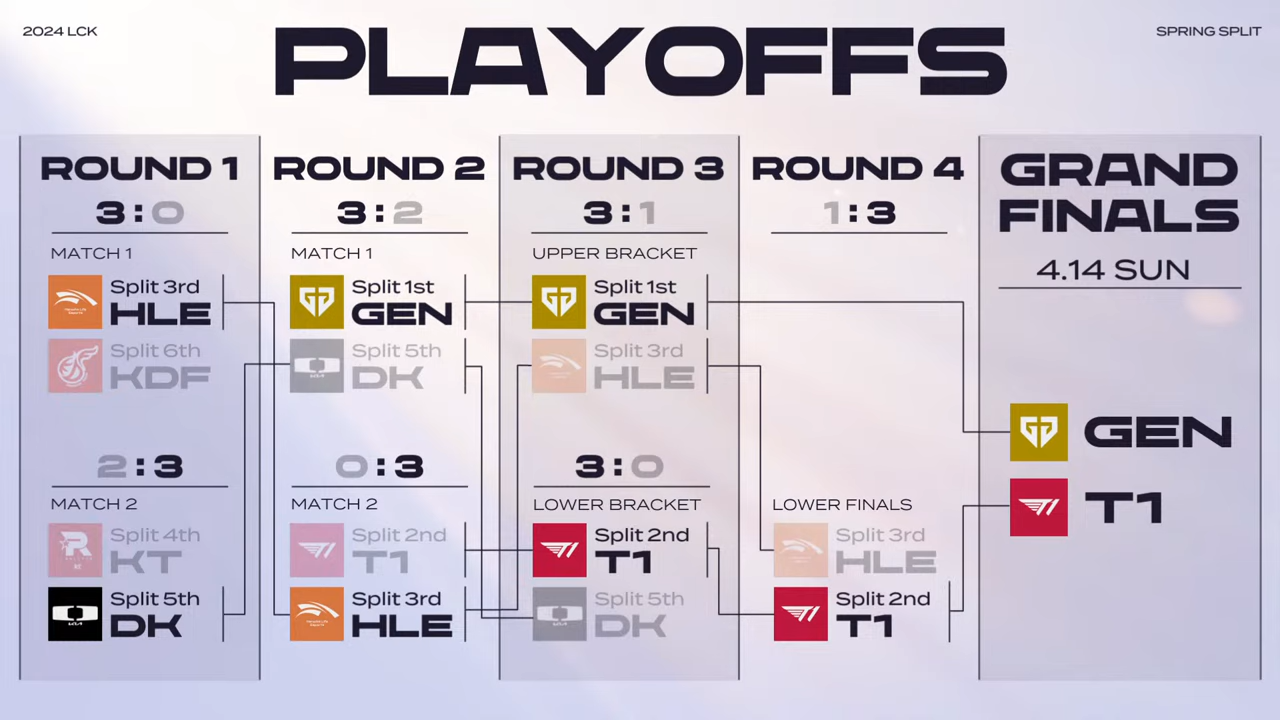 2024 LCK
PLAYOFFS
SPRING SPLIT
ROUND 1
3:0
MATCH 1
Split 3rd
HLE
Split 6th
KDF
2:3
MATCH 2
Split 4th
KT
Split 5th
DK
ROUND 2
3:2
MATCH 1
Split 1st
GEN
Split 5th
DK
0:3
MATCH 2
Split 2nd
T1
Split 3rd
HLE
ROUND 3
3:1
UPPER BRACKET
Split 1st
GEN
Split 3rd
HLE
3:0
LOWER BRACKET
Split 2nd
T1
Split 5th
DK
ROUND 4
1:3
LOWER FINALS
Split 3rd
HLE
Split 2nd
T1
GRAND
FINALS
4.14 SUN
GEN
T1